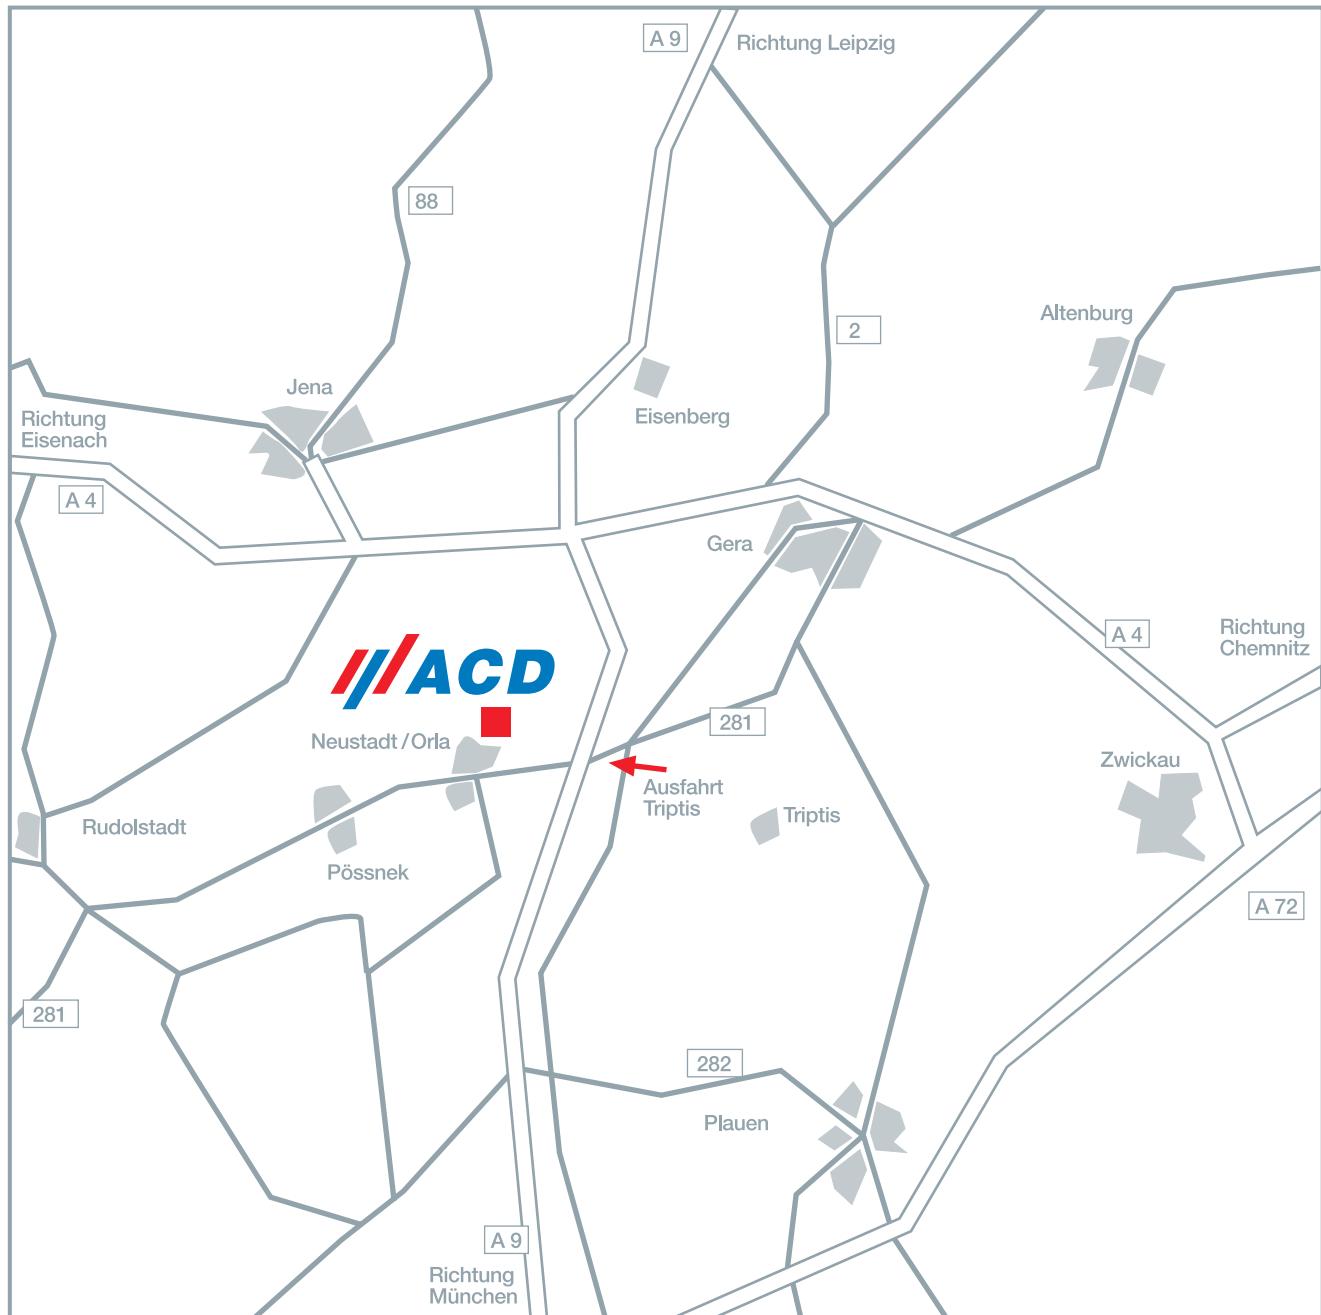 A 9
Richtung Leipzig
88
2
Altenburg
Jena
Richtung
Eisenach
Eisenberg
A 4
Gera
A 4
Richtung
Chemnitz
ACD
281
Neustadt / Orla
Zwickau
Ausfahrt
Triptis
Triptis
Rudolstadt
Pössnek
A 72
281
282
Plauen
A 9
Richtung
München